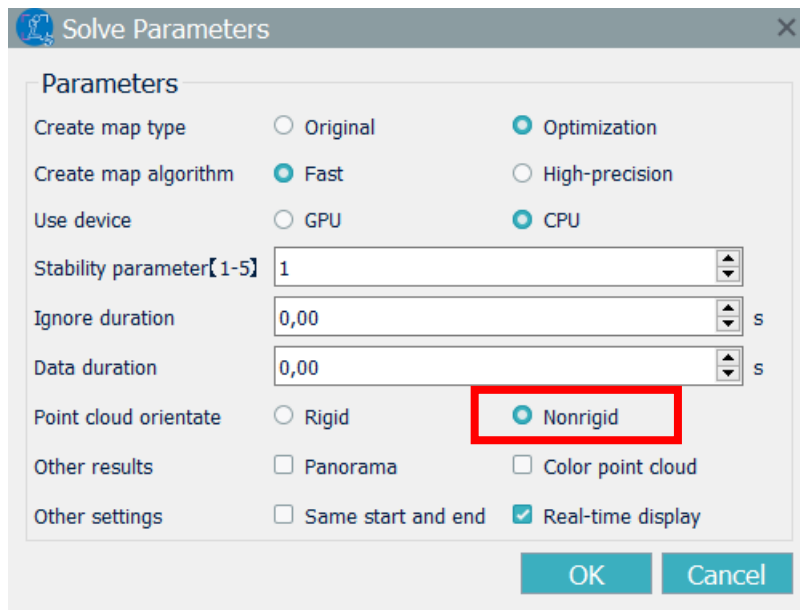 Solve Parameters
Parameters
Create map type Original Optimization
Create map algorithm Fast High-precision
Use device GPU CPU
Stability parameter【1-5】 1
Ignore duration 0,00 s
Data duration 0,00 s
Point cloud orientate Rigid Nonrigid
Other results Panorama Color point cloud
Other settings Same start and end Real-time display
OK Cancel